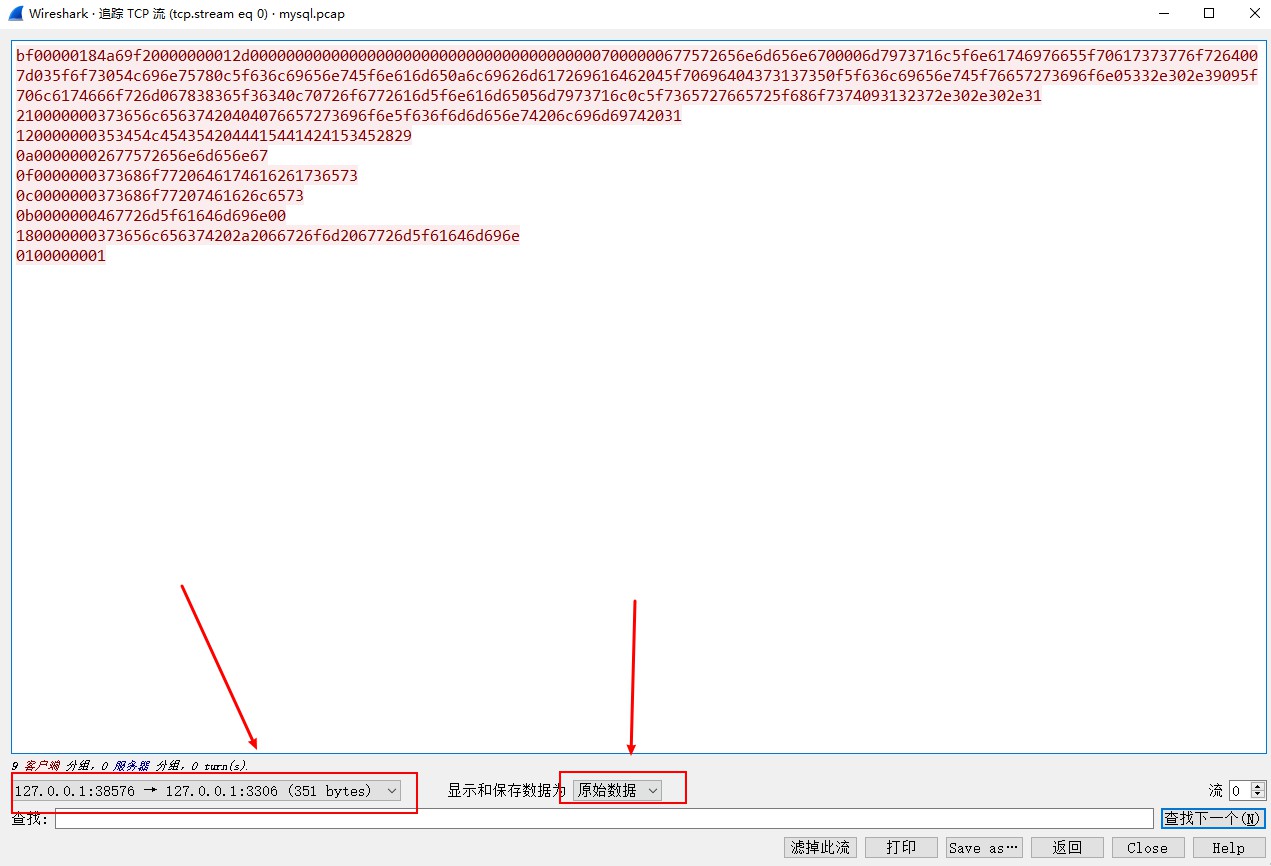 Wireshark · 追踪 TCP 流 (tcp.stream eq 0) · mysql.pcap
bf00000184a69f20000000012d00000000000000000000000000000000000000000000007000000677572656e6d656e6700006d7973716c5f6e61746976655f70617373776f726400
7d035f6f73054c696e75780c5f636c69656e745f6e616d650a6c69626d617269616462045f70696404373137350f5f636c69656e745f76657273696f6e05332e302e39095f
706c6174666f726d067838365f36340c70726f6772616d5f6e616d65056d7973716c0c5f7365727665725f686f7374093132372e302e302e31
210000000373656c65637420404076657273696f6e5f636f6d6d656e74206c696d69742031
120000000353454c4543542044415441424153452829
0a00000002677572656e6d656e67
0f0000000373686f7720646174616261736573
0c0000000373686f77207461626c6573
0b0000000467726d5f61646d696e00
180000000373656c656374202a2066726f6d2067726d5f61646d696e
0100000001
9 客户端 分组, 0 服务器 分组, 0 turn(s).
127.0.0.1:38576 → 127.0.0.1:3306 (351 bytes) 显示和保存数据为 原始数据 流 0
查找: 查找下一个(N)
滤掉此流 打印 Save as… 返回 Close Help